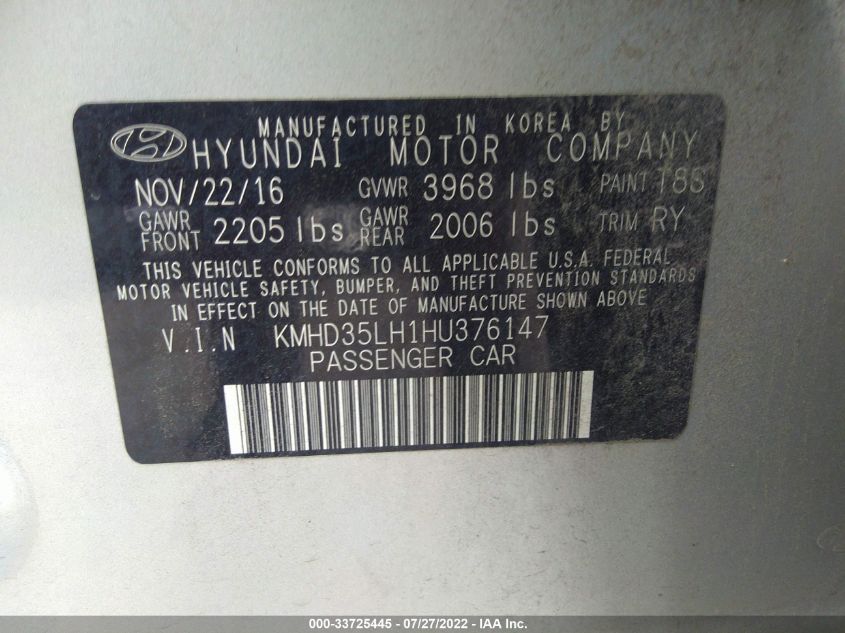 MANUFACTURED IN KOREA BY
HYUNDAI MOTOR COMPANY
NOV/22/16 GVWR 3968 lbs PAINT T8S
GAWR FRONT 2205 lbs GAWR REAR 2006 lbs TRIM RY
THIS VEHICLE CONFORMS TO ALL APPLICABLE U.S.A. FEDERAL
MOTOR VEHICLE SAFETY, BUMPER, AND THEFT PREVENTION STANDARDS
IN EFFECT ON THE DATE OF MANUFACTURE SHOWN ABOVE.
V.I.N KMHD35LH1HU376147
PASSENGER CAR
000-33725445 - 07/27/2022 - IAA Inc.